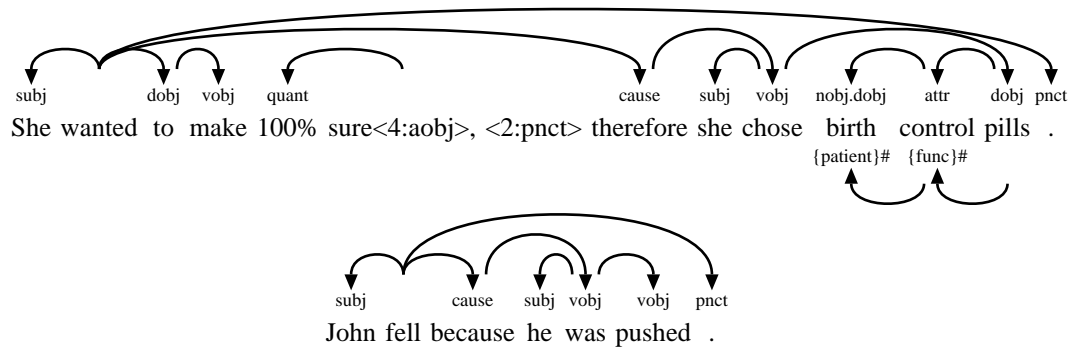 subj dobj vobj quant cause subj vobj nobj.dobj attr dobj pnct
She wanted to make 100% sure<4:aobj>, <2:pnct> therefore she chose birth control pills .
{patient}# {func}#
subj cause subj vobj vobj pnct
John fell because he was pushed .